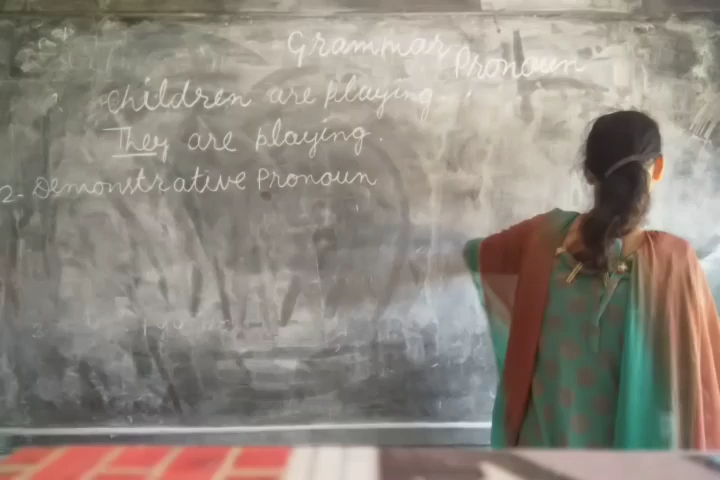 Grammar
Pronoun
Children are playing.
They are playing.
2- Demonstrative Pronoun